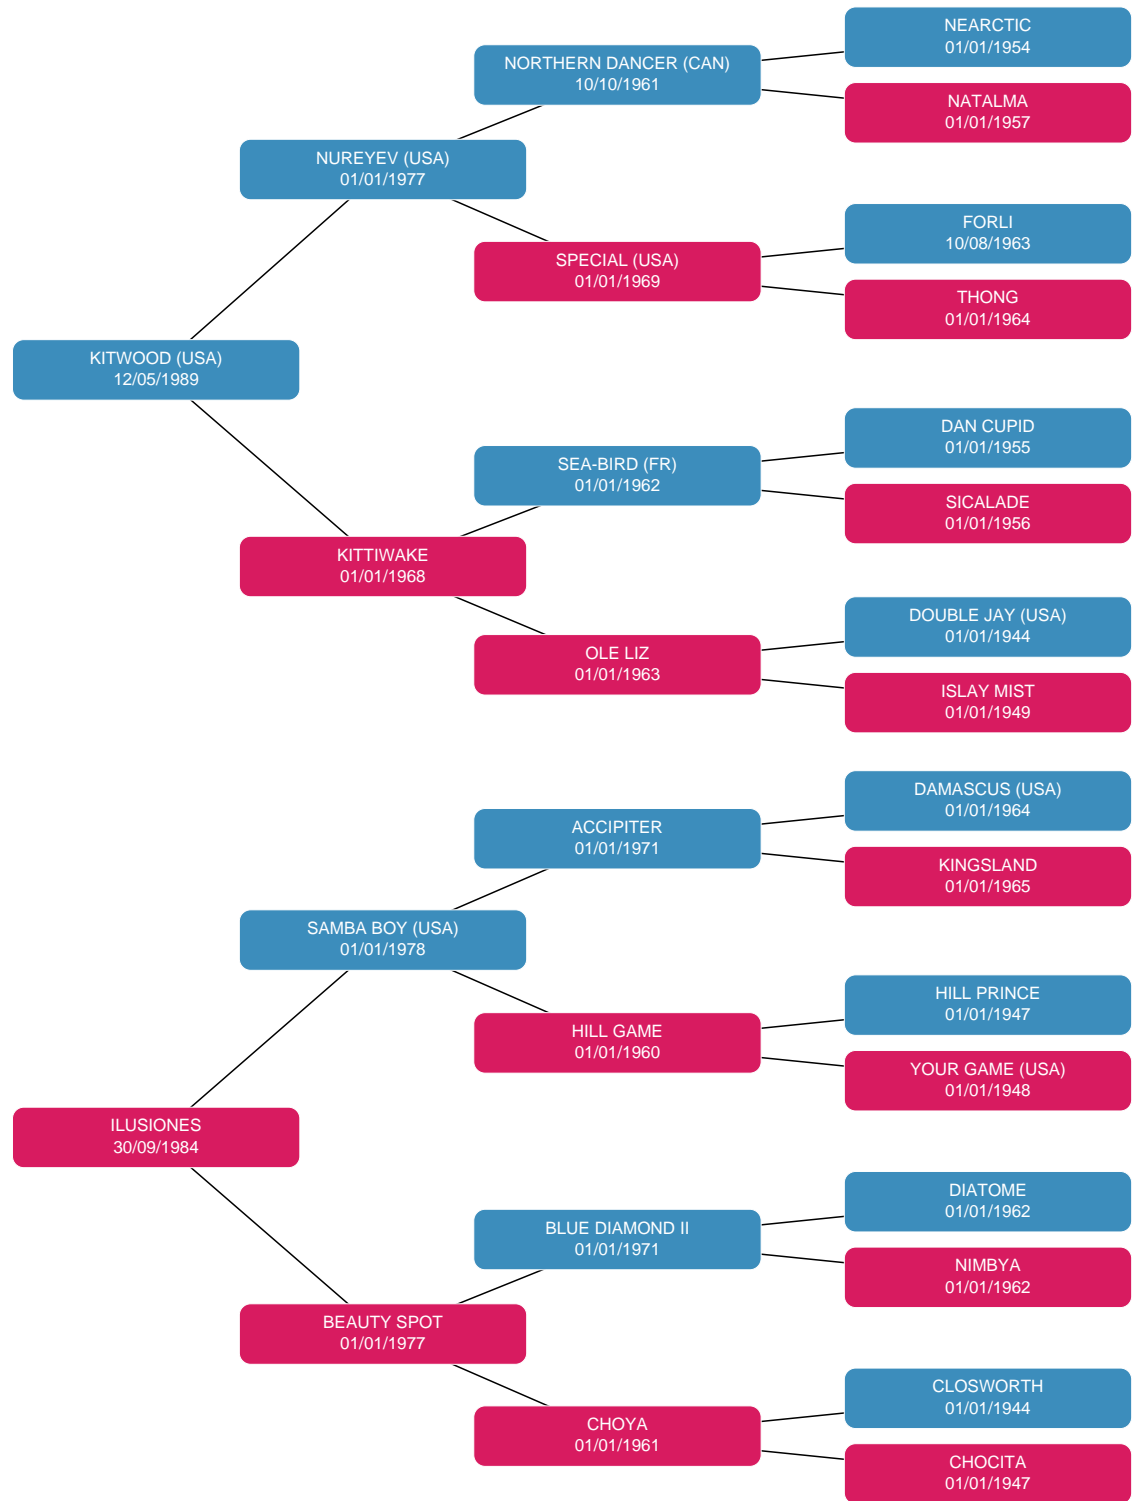 NEARCTIC
01/01/1954
NORTHERN DANCER (CAN)
10/10/1961
NATALMA
01/01/1957
NUREYEV (USA)
01/01/1977
FORLI
10/08/1963
SPECIAL (USA)
01/01/1969
THONG
01/01/1964
KITWOOD (USA)
12/05/1989
DAN CUPID
01/01/1955
SEA-BIRD (FR)
01/01/1962
SICALADE
01/01/1956
KITTIWAKE
01/01/1968
DOUBLE JAY (USA)
01/01/1944
OLE LIZ
01/01/1963
ISLAY MIST
01/01/1949
DAMASCUS (USA)
01/01/1964
ACCIPITER
01/01/1971
KINGSLAND
01/01/1965
SAMBA BOY (USA)
01/01/1978
HILL PRINCE
01/01/1947
HILL GAME
01/01/1960
YOUR GAME (USA)
01/01/1948
ILUSIONES
30/09/1984
DIATOME
01/01/1962
BLUE DIAMOND II
01/01/1971
NIMBYA
01/01/1962
BEAUTY SPOT
01/01/1977
CLOSWORTH
01/01/1944
CHOYA
01/01/1961
CHOCITA
01/01/1947